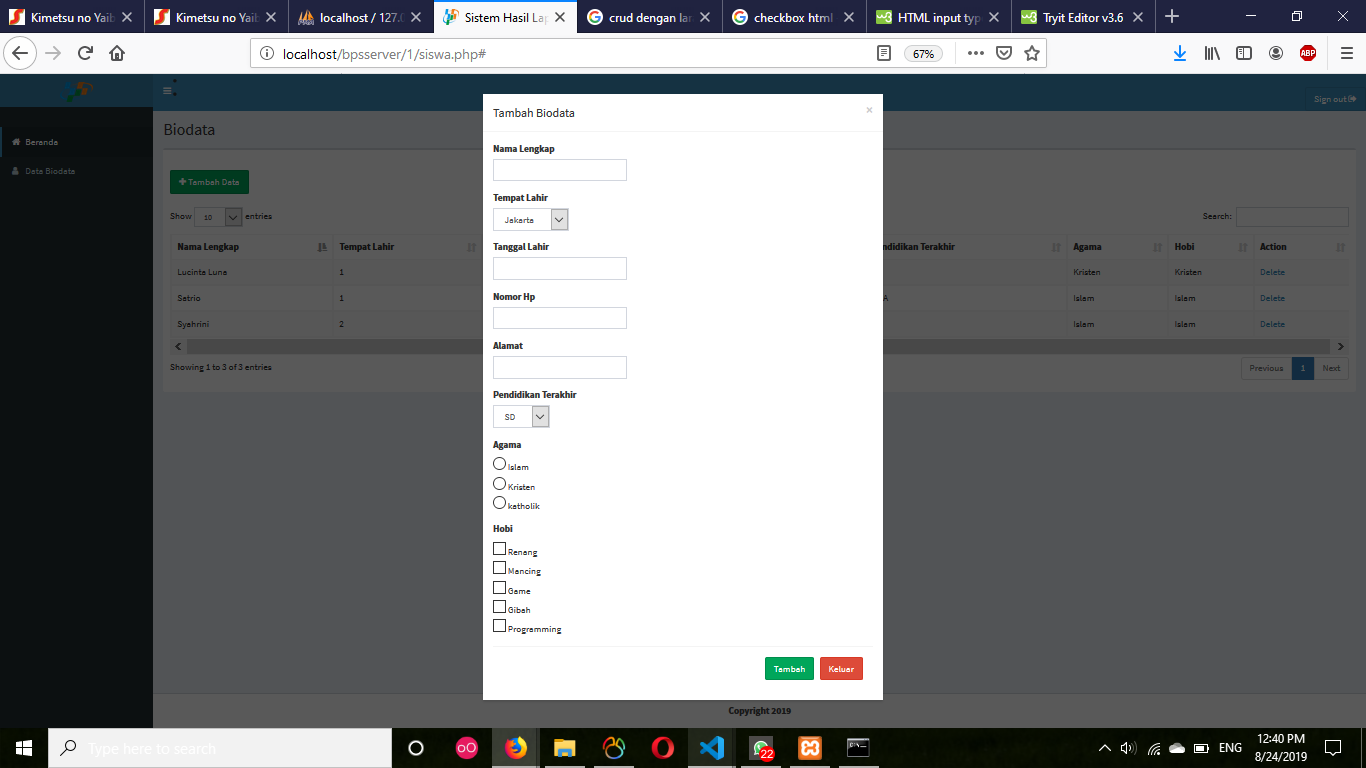 Kimetsu no Yaib
Kimetsu no Yaib
localhost / 127.0
Sistem Hasil Lap
crud dengan lan
checkbox html
HTML input typ
Tryit Editor v3.6
localhost/bpsserver/1/siswa.php#
67%
ABP
Sign out
Beranda
Data Biodata
Biodata
Tambah Data
Show 10 entries
Search:
Nama Lengkap Tempat Lahir ndidikan Terakhir Agama Hobi Action
Lucinta Luna 1 Kristen Kristen Delete
Satrio 1 A Islam Islam Delete
Syahrini 2 Islam Islam Delete
Showing 1 to 3 of 3 entries
Previous 1 Next
Tambah Biodata ×
Nama Lengkap
Tempat Lahir
Jakarta
Tanggal Lahir
Nomor Hp
Alamat
Pendidikan Terakhir
SD
Agama
Islam
Kristen
katholik
Hobi
Renang
Mancing
Game
Gibah
Programming
Tambah Keluar
Copyright 2019
Type here to search
22
ENG
12:40 PM
8/24/2019